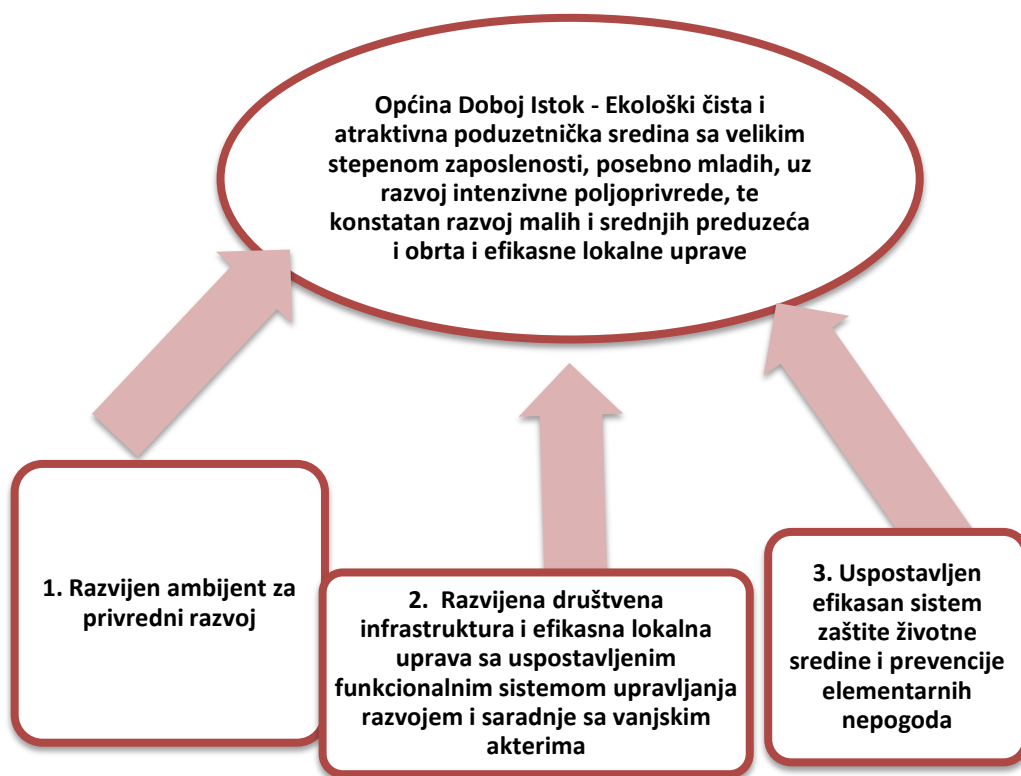 Općina Doboj Istok - Ekološki čista i
atraktivna poduzetnička sredina sa velikim
stepenom zaposlenosti, posebno mladih, uz
razvoj intenzivne poljoprivrede, te
konstatan razvoj malih i srednjih preduzeća
i obrta i efikasne lokalne uprave
1. Razvijen ambijent za
privredni razvoj
2. Razvijena društvena
infrastruktura i efikasna lokalna
uprava sa uspostavljenim
funkcionalnim sistemom upravljanja
razvojem i saradnje sa vanjskim
akterima
3. Uspostavljen
efikasan sistem
zaštite životne
sredine i prevencije
elementarnih
nepogoda